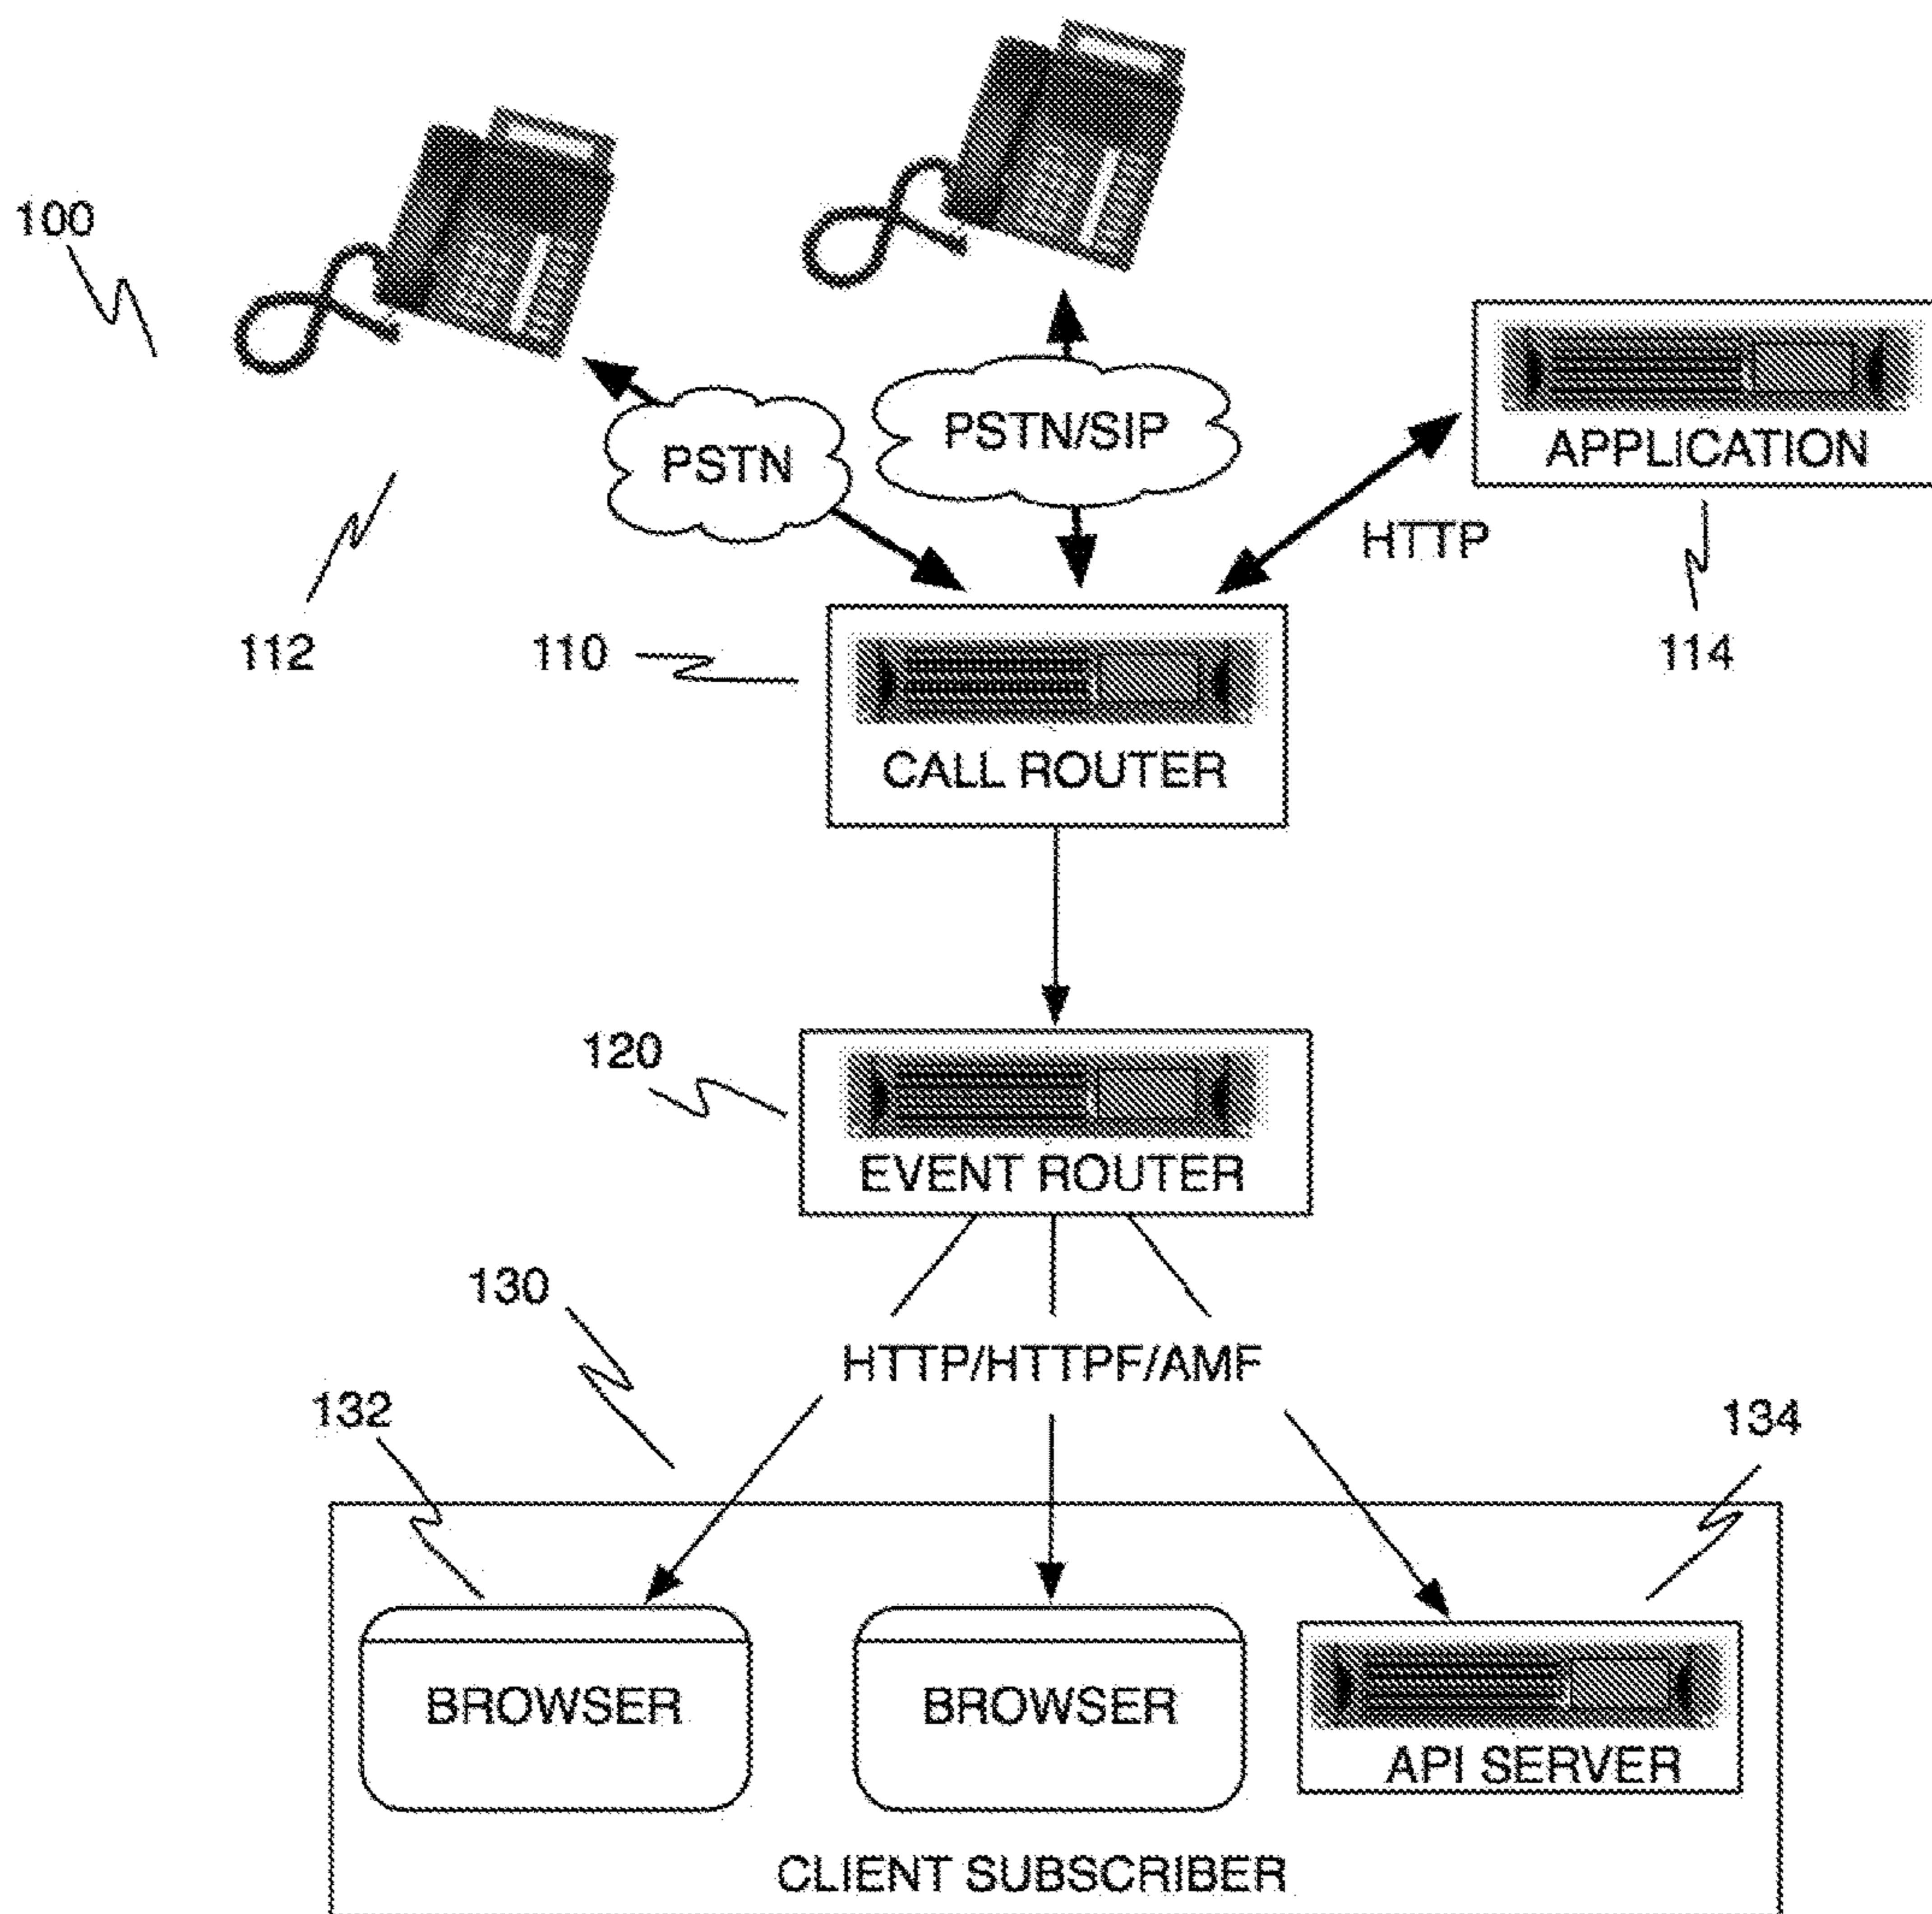 100
PSTN
PSTN/SIP
APPLICATION
HTTP
112
110
114
CALL ROUTER
120
EVENT ROUTER
130
HTTP/HTTPF/AMF
132
134
BROWSER
BROWSER
API SERVER
CLIENT SUBSCRIBER